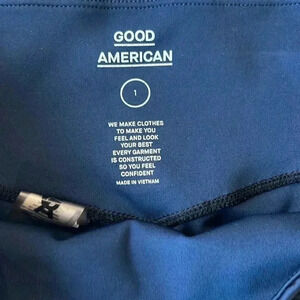 GOOD
AMERICAN
1
WE MAKE CLOTHES
TO MAKE YOU
FEEL AND LOOK
YOUR BEST
EVERY GARMENT
IS CONSTRUCTED
SO YOU FEEL
CONFIDENT
MADE IN VIETNAM